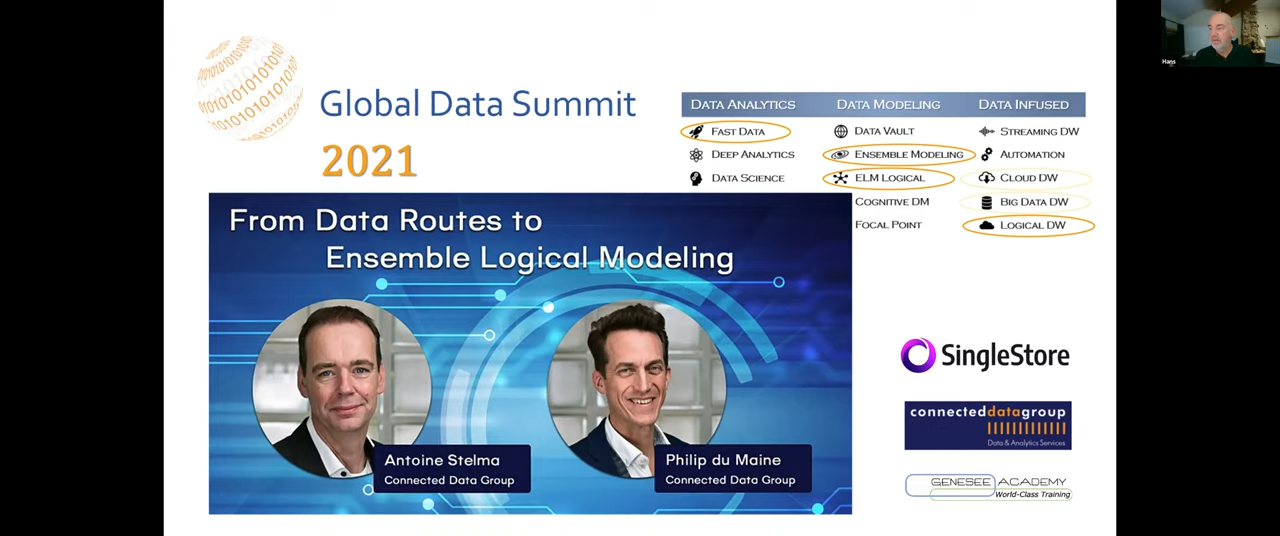 Hans
Global Data Summit
2021
DATA ANALYTICS DATA MODELING DATA INFUSED
FAST DATA DATA VAULT STREAMING DW
DEEP ANALYTICS ENSEMBLE MODELING AUTOMATION
DATA SCIENCE ELM LOGICAL CLOUD DW
COGNITIVE DM BIG DATA DW
FOCAL POINT LOGICAL DW
From Data Routes to
Ensemble Logical Modeling
Antoine Stelma
Connected Data Group
Philip du Maine
Connected Data Group
SingleStore
connecteddatagroup
Data & Analytics Services
GENESEE ACADEMY
World-Class Training